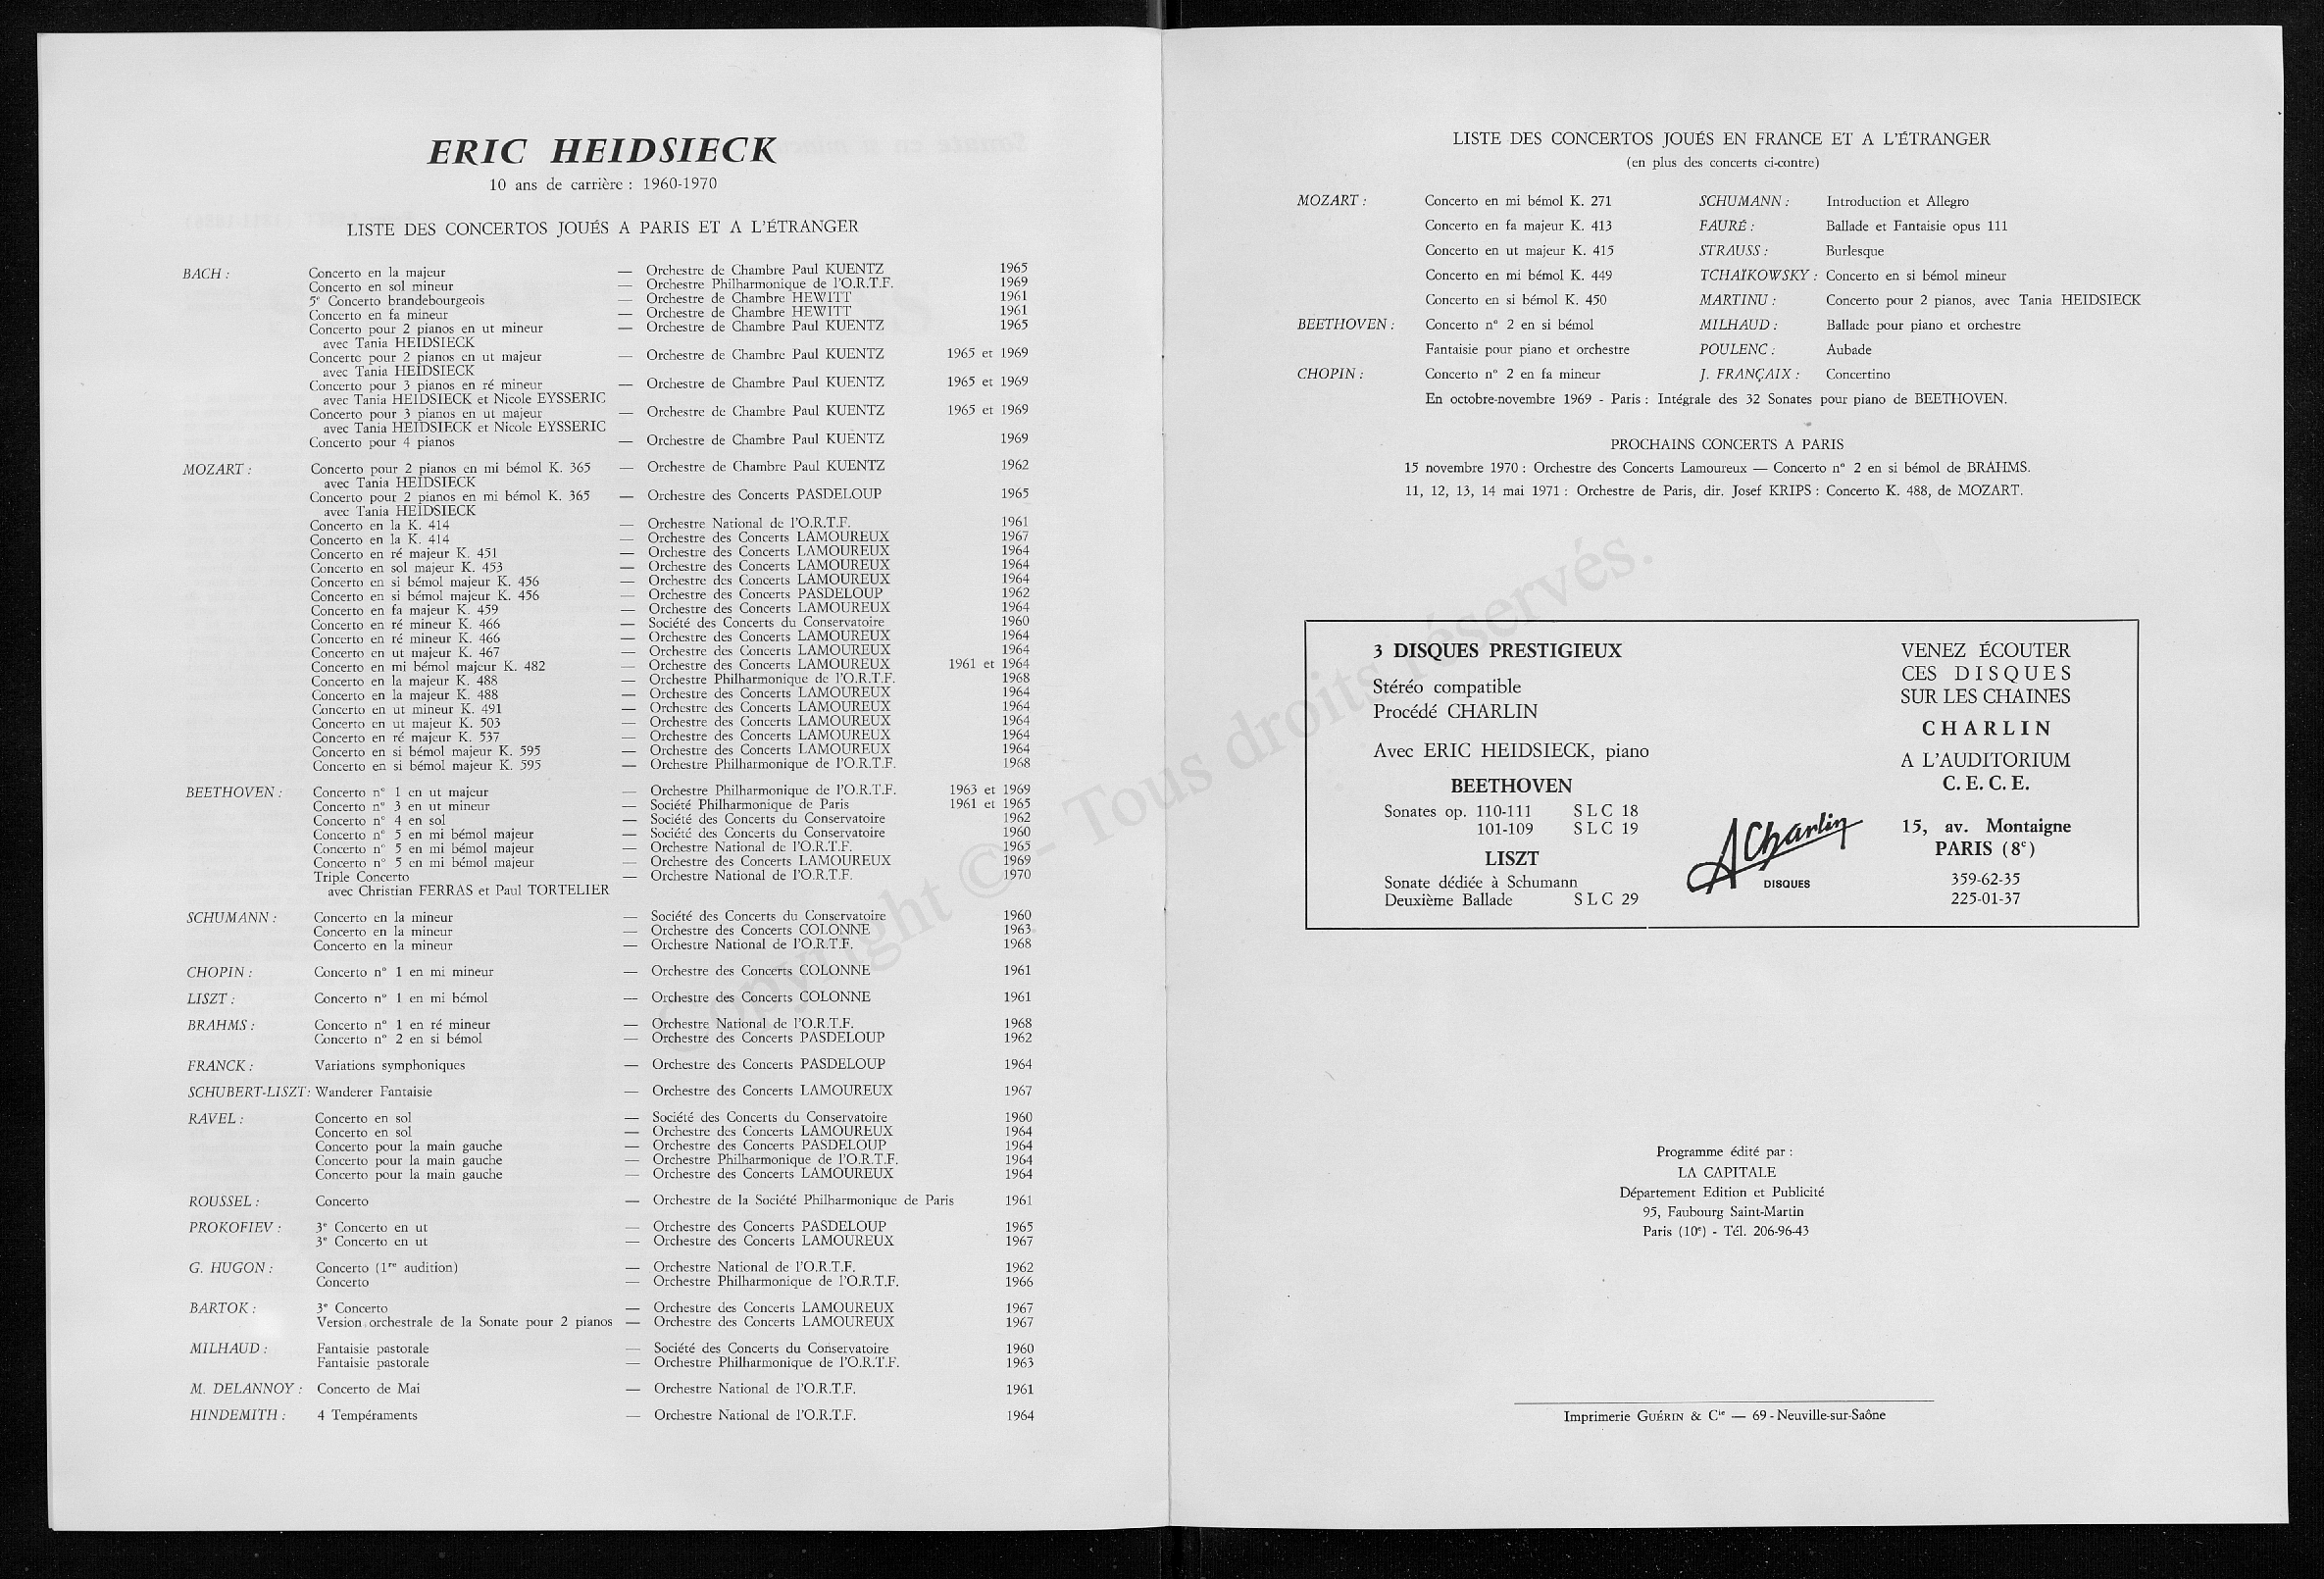 ERIC HEIDSIECK
10 ans de carrière : 1960-1970
LISTE DES CONCERTOS JOUÉS A PARIS ET A L'ÉTRANGER
BACH : Concerto en la majeur — Orchestre de Chambre Paul KUENTZ 1965
Concerto en sol mineur — Orchestre Philharmonique de l'O.R.T.F. 1969
5e Concerto brandebourgeois — Orchestre de Chambre HEWITT 1961
Concerto en fa mineur — Orchestre de Chambre HEWITT 1961
Concerto pour 2 pianos en ut mineur — Orchestre de Chambre Paul KUENTZ 1965
avec Tania HEIDSIECK
Concerto pour 2 pianos en ut majeur — Orchestre de Chambre Paul KUENTZ 1965 et 1969
avec Tania HEIDSIECK
Concerto pour 3 pianos en ré mineur — Orchestre de Chambre Paul KUENTZ 1965 et 1969
avec Tania HEIDSIECK et Nicole EYSSERIC
Concerto pour 3 pianos en ut majeur — Orchestre de Chambre Paul KUENTZ 1965 et 1969
avec Tania HEIDSIECK et Nicole EYSSERIC
Concerto pour 4 pianos — Orchestre de Chambre Paul KUENTZ 1969
MOZART : Concerto pour 2 pianos en mi bémol K. 365 — Orchestre de Chambre Paul KUENTZ 1962
avec Tania HEIDSIECK
Concerto pour 2 pianos en mi bémol K. 365 — Orchestre des Concerts PASDELOUP 1965
avec Tania HEIDSIECK
Concerto en la K. 414 — Orchestre National de l'O.R.T.F. 1961
Concerto en la K. 414 — Orchestre des Concerts LAMOUREUX 1967
Concerto en ré majeur K. 451 — Orchestre des Concerts LAMOUREUX 1964
Concerto en sol majeur K. 453 — Orchestre des Concerts LAMOUREUX 1964
Concerto en si bémol majeur K. 456 — Orchestre des Concerts LAMOUREUX 1964
Concerto en si bémol majeur K. 456 — Orchestre des Concerts PASDELOUP 1962
Concerto en fa majeur K. 459 — Orchestre des Concerts LAMOUREUX 1964
Concerto en ré mineur K. 466 — Société des Concerts du Conservatoire 1960
Concerto en ré mineur K. 466 — Orchestre des Concerts LAMOUREUX 1964
Concerto en ut majeur K. 467 — Orchestre des Concerts LAMOUREUX 1964
Concerto en mi bémol majeur K. 482 — Orchestre des Concerts LAMOUREUX 1961 et 1964
Concerto en la majeur K. 488 — Orchestre Philharmonique de l'O.R.T.F. 1968
Concerto en la majeur K. 488 — Orchestre des Concerts LAMOUREUX 1964
Concerto en ut mineur K. 491 — Orchestre des Concerts LAMOUREUX 1964
Concerto en ut majeur K. 503 — Orchestre des Concerts LAMOUREUX 1964
Concerto en ré majeur K. 537 — Orchestre des Concerts LAMOUREUX 1964
Concerto en si bémol majeur K. 595 — Orchestre des Concerts LAMOUREUX 1964
Concerto en si bémol majeur K. 595 — Orchestre Philharmonique de l'O.R.T.F. 1968
BEETHOVEN : Concerto n° 1 en ut majeur — Orchestre Philharmonique de l'O.R.T.F. 1963 et 1969
Concerto n° 3 en ut mineur — Société Philharmonique de Paris 1961 et 1965
Concerto n° 4 en sol — Société des Concerts du Conservatoire 1962
Concerto n° 5 en mi bémol majeur — Société des Concerts du Conservatoire 1960
Concerto n° 5 en mi bémol majeur — Orchestre National de l'O.R.T.F. 1965
Concerto n° 5 en mi bémol majeur — Orchestre des Concerts LAMOUREUX 1969
Triple Concerto — Orchestre National de l'O.R.T.F. 1970
avec Christian FERRAS et Paul TORTELIER
SCHUMANN : Concerto en la mineur — Société des Concerts du Conservatoire 1960
Concerto en la mineur — Orchestre des Concerts COLONNE 1963
Concerto en la mineur — Orchestre National de l'O.R.T.F. 1968
CHOPIN : Concerto n° 1 en mi mineur — Orchestre des Concerts COLONNE 1961
LISZT : Concerto n° 1 en mi bémol — Orchestre des Concerts COLONNE 1961
BRAHMS : Concerto n° 1 en ré mineur — Orchestre National de l'O.R.T.F. 1968
Concerto n° 2 en si bémol — Orchestre des Concerts PASDELOUP 1962
FRANCK : Variations symphoniques — Orchestre des Concerts PASDELOUP 1964
SCHUBERT-LISZT : Wanderer Fantaisie — Orchestre des Concerts LAMOUREUX 1967
RAVEL : Concerto en sol — Société des Concerts du Conservatoire 1960
Concerto en sol — Orchestre des Concerts LAMOUREUX 1964
Concerto pour la main gauche — Orchestre des Concerts PASDELOUP 1964
Concerto pour la main gauche — Orchestre Philharmonique de l'O.R.T.F. 1964
Concerto pour la main gauche — Orchestre des Concerts LAMOUREUX 1964
ROUSSEL : Concerto — Orchestre de la Société Philharmonique de Paris 1961
PROKOFIEV : 3e Concerto en ut — Orchestre des Concerts PASDELOUP 1965
3e Concerto en ut — Orchestre des Concerts LAMOUREUX 1967
G. HUGON : Concerto (1re audition) — Orchestre National de l'O.R.T.F. 1962
Concerto — Orchestre Philharmonique de l'O.R.T.F. 1966
BARTOK : 3e Concerto — Orchestre des Concerts LAMOUREUX 1967
Version orchestrale de la Sonate pour 2 pianos — Orchestre des Concerts LAMOUREUX 1967
MILHAUD : Fantaisie pastorale — Société des Concerts du Conservatoire 1960
Fantaisie pastorale — Orchestre Philharmonique de l'O.R.T.F. 1963
M. DELANNOY : Concerto de Mai — Orchestre National de l'O.R.T.F. 1961
HINDEMITH : 4 Tempéraments — Orchestre National de l'O.R.T.F. 1964
LISTE DES CONCERTOS JOUÉS EN FRANCE ET A L'ÉTRANGER
(en plus des concerts ci-contre)
MOZART : Concerto en mi bémol K. 271 SCHUMANN : Introduction et Allegro
Concerto en fa majeur K. 413 FAURÉ : Ballade et Fantaisie opus 111
Concerto en ut majeur K. 415 STRAUSS : Burlesque
Concerto en mi bémol K. 449 TCHAÏKOWSKY : Concerto en si bémol mineur
Concerto en si bémol K. 450 MARTINU : Concerto pour 2 pianos, avec Tania HEIDSIECK
BEETHOVEN : Concerto n° 2 en si bémol MILHAUD : Ballade pour piano et orchestre
Fantaisie pour piano et orchestre POULENC : Aubade
CHOPIN : Concerto n° 2 en fa mineur J. FRANÇAIX : Concertino
En octobre-novembre 1969 - Paris : Intégrale des 32 Sonates pour piano de BEETHOVEN.
PROCHAINS CONCERTS A PARIS
15 novembre 1970 : Orchestre des Concerts Lamoureux — Concerto n° 2 en si bémol de BRAHMS.
11, 12, 13, 14 mai 1971 : Orchestre de Paris, dir. Josef KRIPS : Concerto K. 488, de MOZART.
3 DISQUES PRESTIGIEUX
Stéréo compatible
Procédé CHARLIN
Avec ERIC HEIDSIECK, piano
BEETHOVEN
Sonates op. 110-111 SLC 18
101-109 SLC 19
LISZT
Sonate dédiée à Schumann
Deuxième Ballade SLC 29
ACharlin
DISQUES
VENEZ ÉCOUTER
CES DISQUES
SUR LES CHAINES
CHARLIN
A L'AUDITORIUM
C. E. C. E.
15, av. Montaigne
PARIS (8e)
359-62-35
225-01-37
Programme édité par :
LA CAPITALE
Département Edition et Publicité
95, Faubourg Saint-Martin
Paris (10e) - Tél. 206-96-43
Imprimerie GUÉRIN & Cie — 69 - Neuville-sur-Saône
Copyright © - Tous droits réservés.